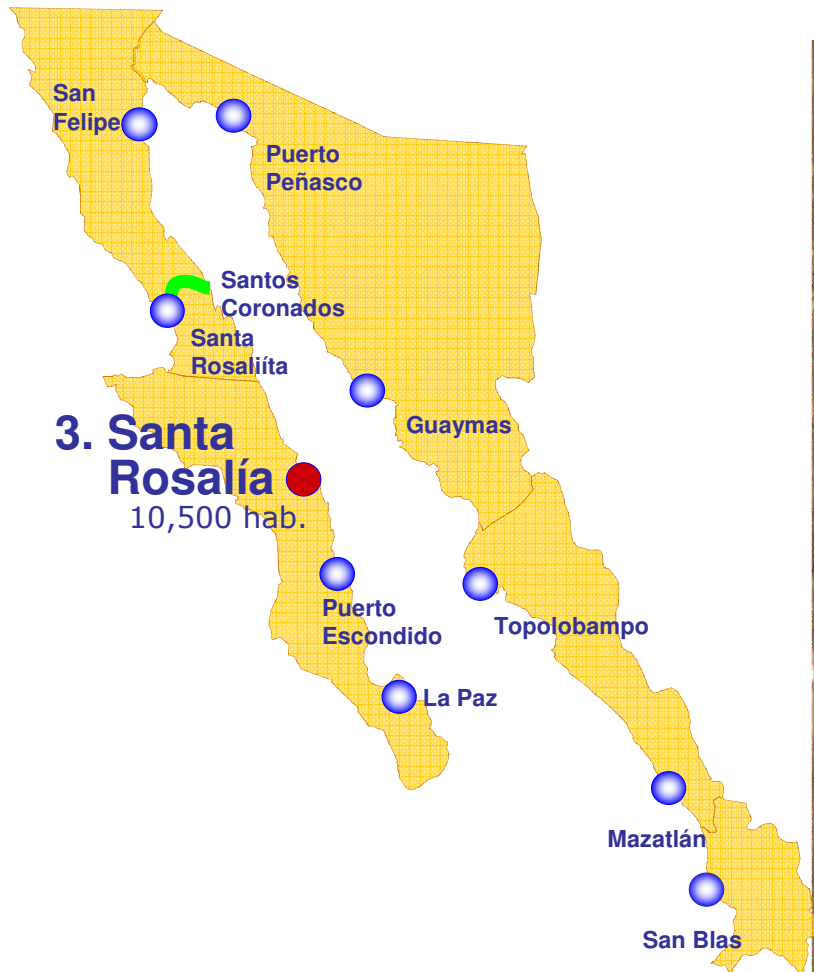 San
Felipe
Puerto
Peñasco
Santos
Coronados
Santa
Rosaliíta
Guaymas
3. Santa
Rosalía
10,500 hab.
Puerto
Escondido
Topolobampo
La Paz
Mazatlán
San Blas